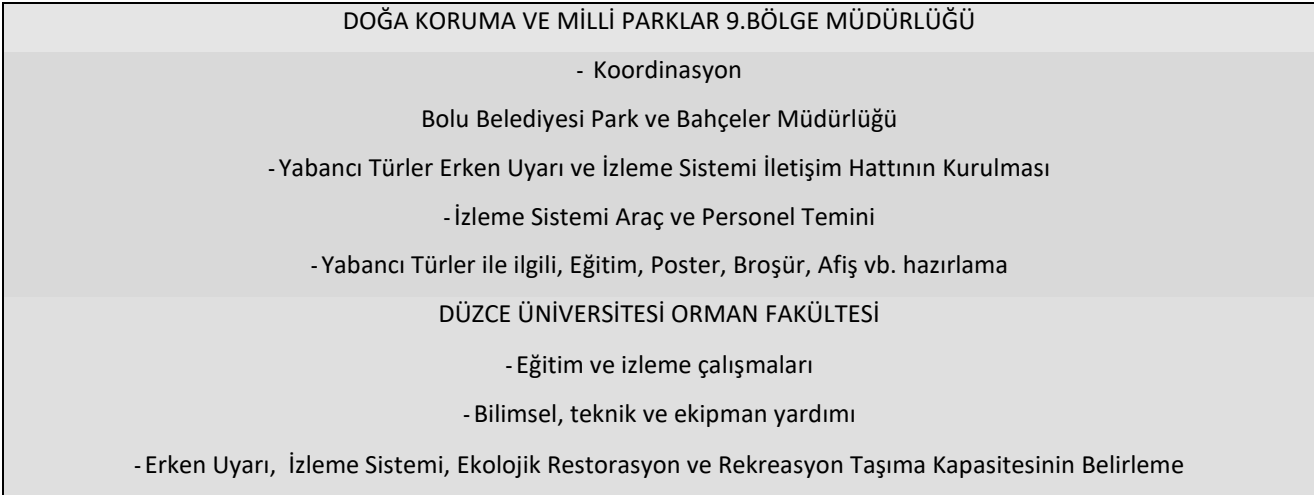 DOĞA KORUMA VE MİLLİ PARKLAR 9.BÖLGE MÜDÜRLÜĞÜ
- Koordinasyon
Bolu Belediyesi Park ve Bahçeler Müdürlüğü
- Yabancı Türler Erken Uyarı ve İzleme Sistemi İletişim Hattının Kurulması
- İzleme Sistemi Araç ve Personel Temini
- Yabancı Türler ile ilgili, Eğitim, Poster, Broşür, Afiş vb. hazırlama
DÜZCE ÜNİVERSİTESİ ORMAN FAKÜLTESİ
- Eğitim ve izleme çalışmaları
- Bilimsel, teknik ve ekipman yardımı
- Erken Uyarı, İzleme Sistemi, Ekolojik Restorasyon ve Rekreasyon Taşıma Kapasitesinin Belirleme